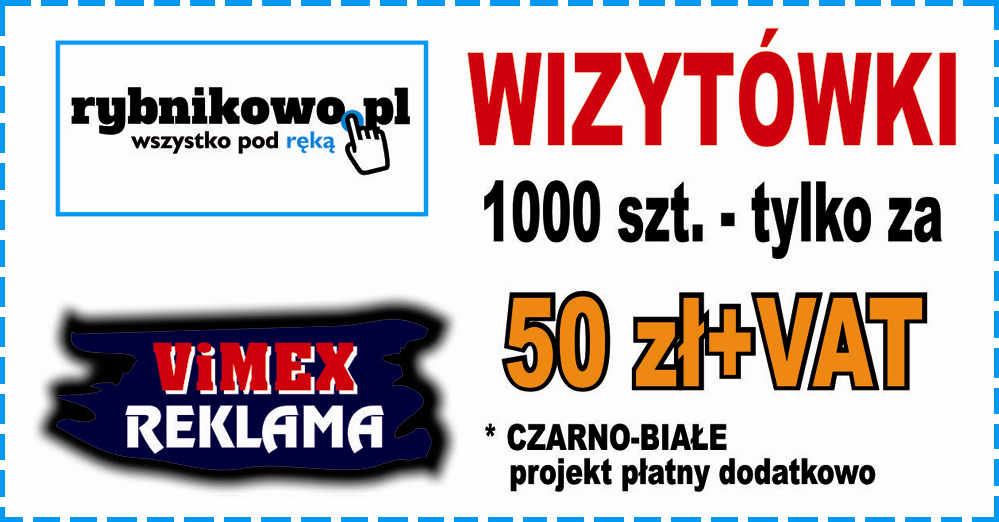 rybnikowo.pl
wszystko pod ręką
WIZYTÓWKI
1000 szt. - tylko za
50 zł+VAT
* CZARNO-BIAŁE
projekt płatny dodatkowo
ViMEX
REKLAMA